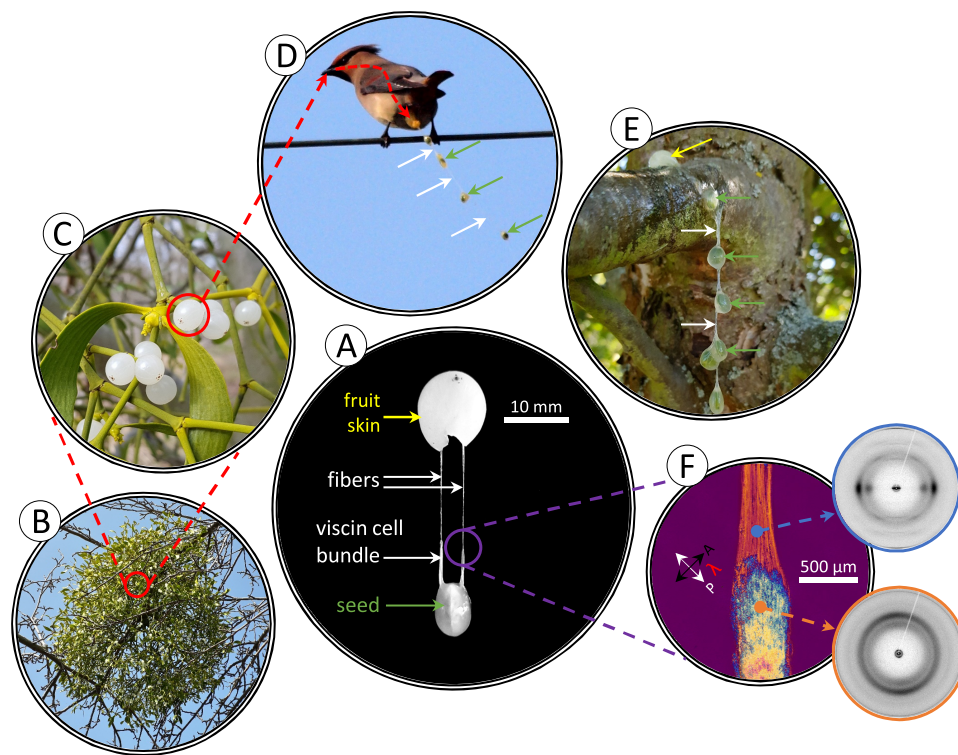 D
E
C
A
fruit
skin
10 mm
fibers
viscin cell
bundle
seed
B
F
A
λ
P
500 µm